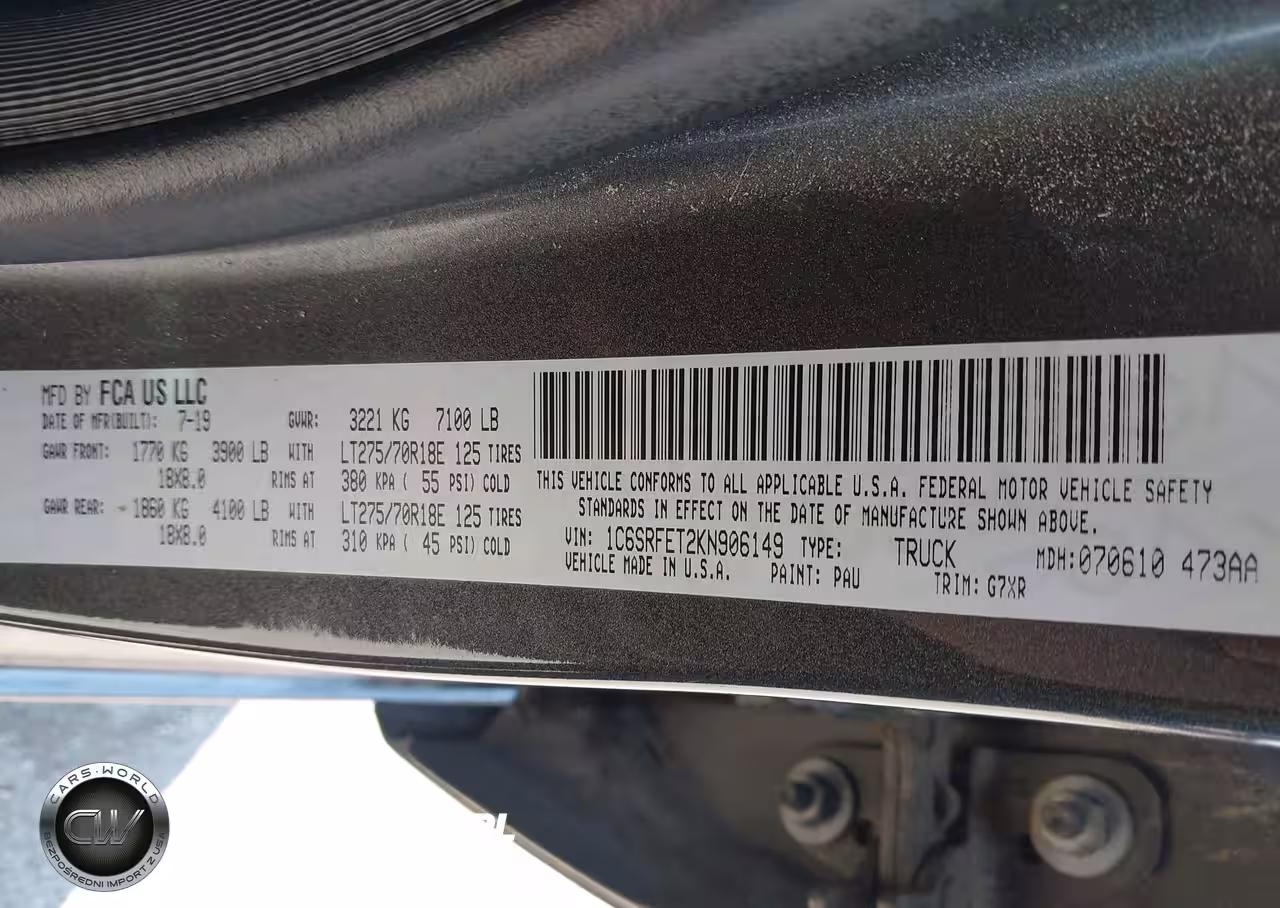 MFD BY FCA US LLC
DATE OF MFR(BUILT): 7-19 GVWR: 3221 KG 7100 LB
GAWR FRONT: 1770 KG 3900 LB WITH LT275/70R18E 125 TIRES
18X8.0 RIMS AT 380 KPA ( 55 PSI) COLD
GAWR REAR: 1860 KG 4100 LB WITH LT275/70R18E 125 TIRES
18X8.0 RIMS AT 310 KPA ( 45 PSI) COLD
THIS VEHICLE CONFORMS TO ALL APPLICABLE U.S.A. FEDERAL MOTOR VEHICLE SAFETY
STANDARDS IN EFFECT ON THE DATE OF MANUFACTURE SHOWN ABOVE.
VIN: 1C6SRFET2KN906149 TYPE: TRUCK MDH:070610 473AA
VEHICLE MADE IN U.S.A. PAINT: PAU TRIM: G7XR
CARS-WORLD
CW
BEZPOŚREDNI IMPORT Z USA